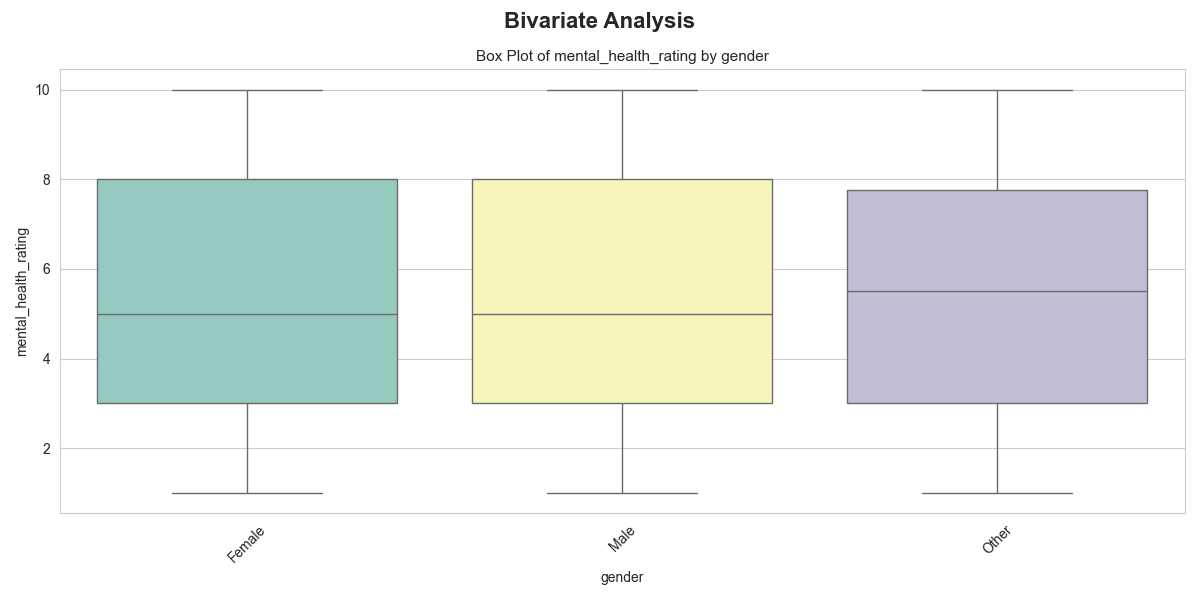 Bivariate Analysis
Box Plot of mental_health_rating by gender
10
8
6
4
2
mental_health_rating
Female
Male
Other
gender